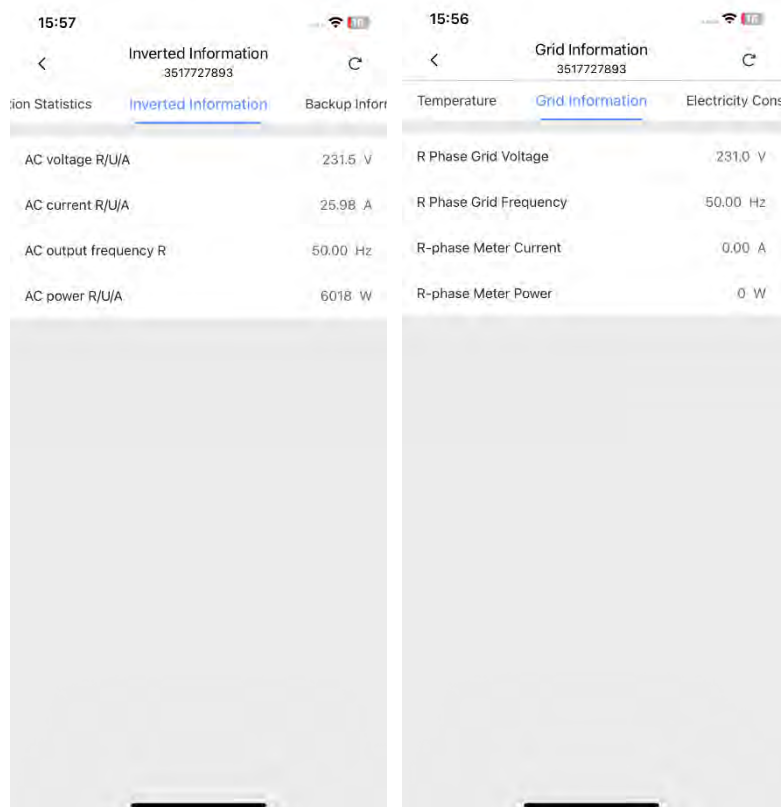 15:57
16
Inverted Information
3517727893
ion Statistics Inverted Information Backup Infor
AC voltage R/U/A 231.5 V
AC current R/U/A 25.98 A
AC output frequency R 50.00 Hz
AC power R/U/A 6018 W
15:56
16
Grid Information
3517727893
Temperature Grid Information Electricity Cons
R Phase Grid Voltage 231.0 V
R Phase Grid Frequency 50.00 Hz
R-phase Meter Current 0.00 A
R-phase Meter Power 0 W